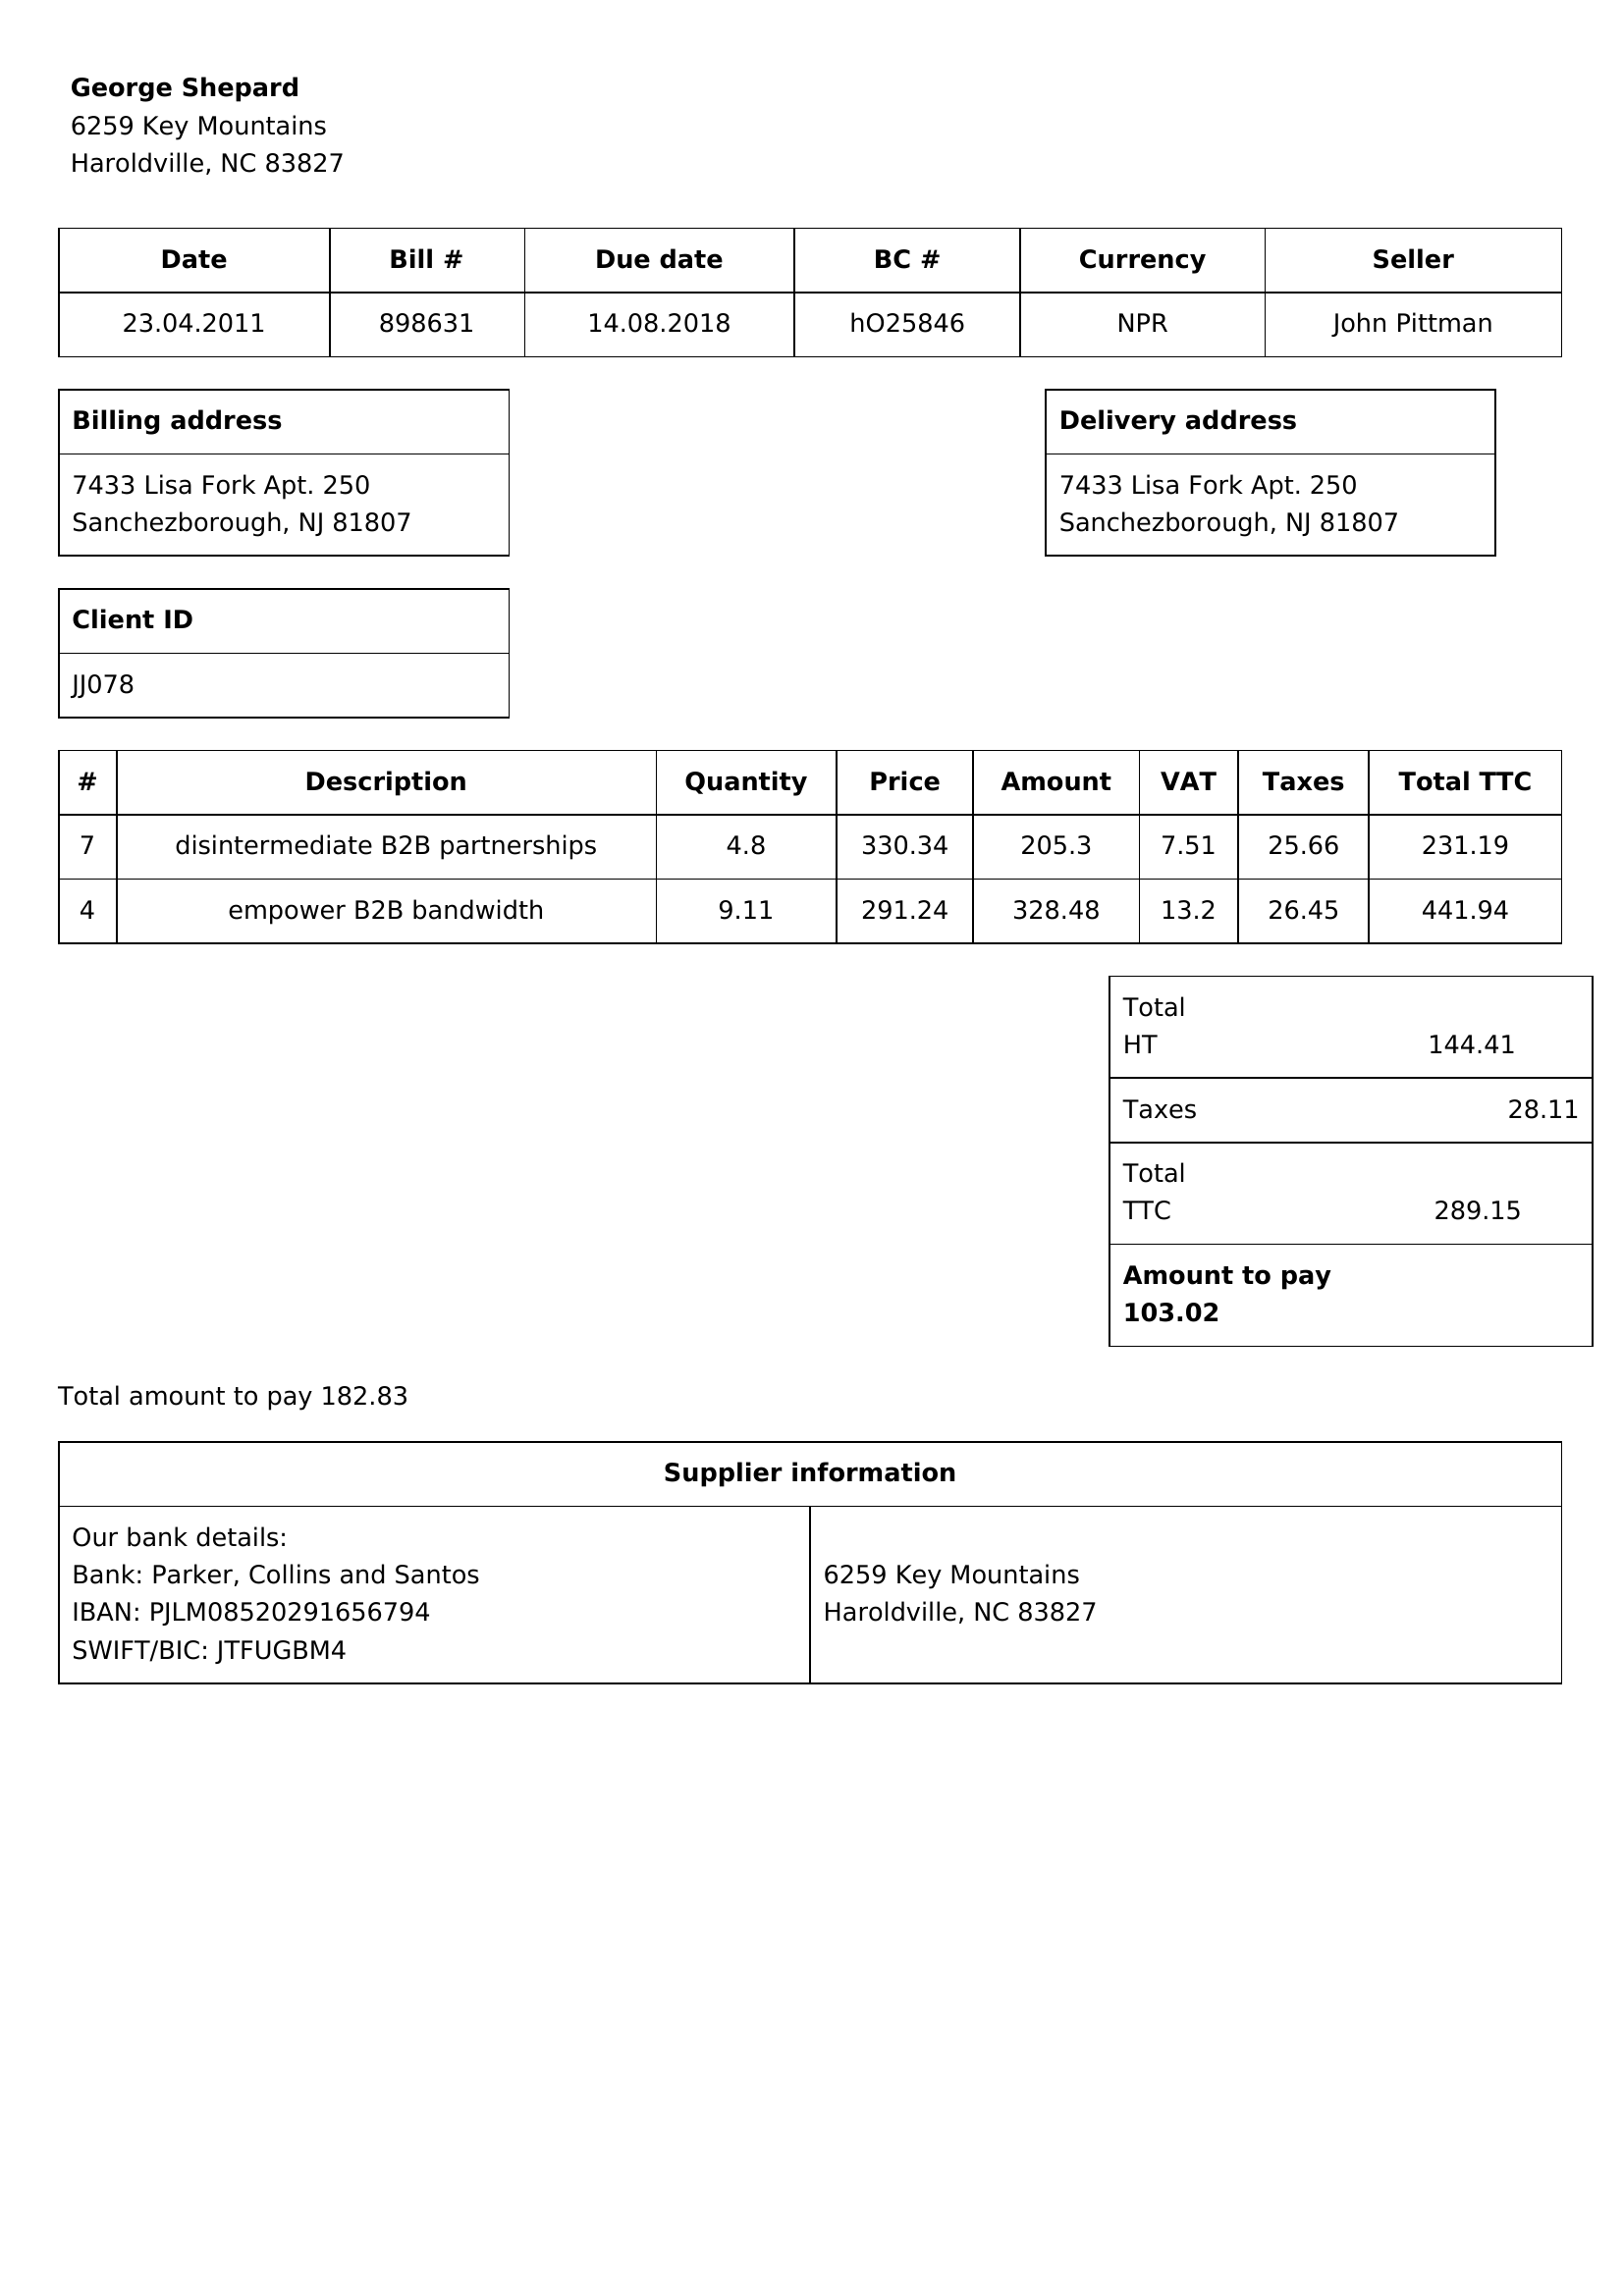 George Shepard
6259 Key Mountains
Haroldville, NC 83827
Date Bill # Due date BC # Currency Seller
23.04.2011 898631 14.08.2018 hO25846 NPR John Pittman
Billing address
7433 Lisa Fork Apt. 250
Sanchezborough, NJ 81807
Delivery address
7433 Lisa Fork Apt. 250
Sanchezborough, NJ 81807
Client ID
JJ078
# Description Quantity Price Amount VAT Taxes Total TTC
7 disintermediate B2B partnerships 4.8 330.34 205.3 7.51 25.66 231.19
4 empower B2B bandwidth 9.11 291.24 328.48 13.2 26.45 441.94
Total
HT 144.41
Taxes 28.11
Total
TTC 289.15
Amount to pay
103.02
Total amount to pay 182.83
Supplier information
Our bank details:
Bank: Parker, Collins and Santos
IBAN: PJLM08520291656794
SWIFT/BIC: JTFUGBM4
6259 Key Mountains
Haroldville, NC 83827